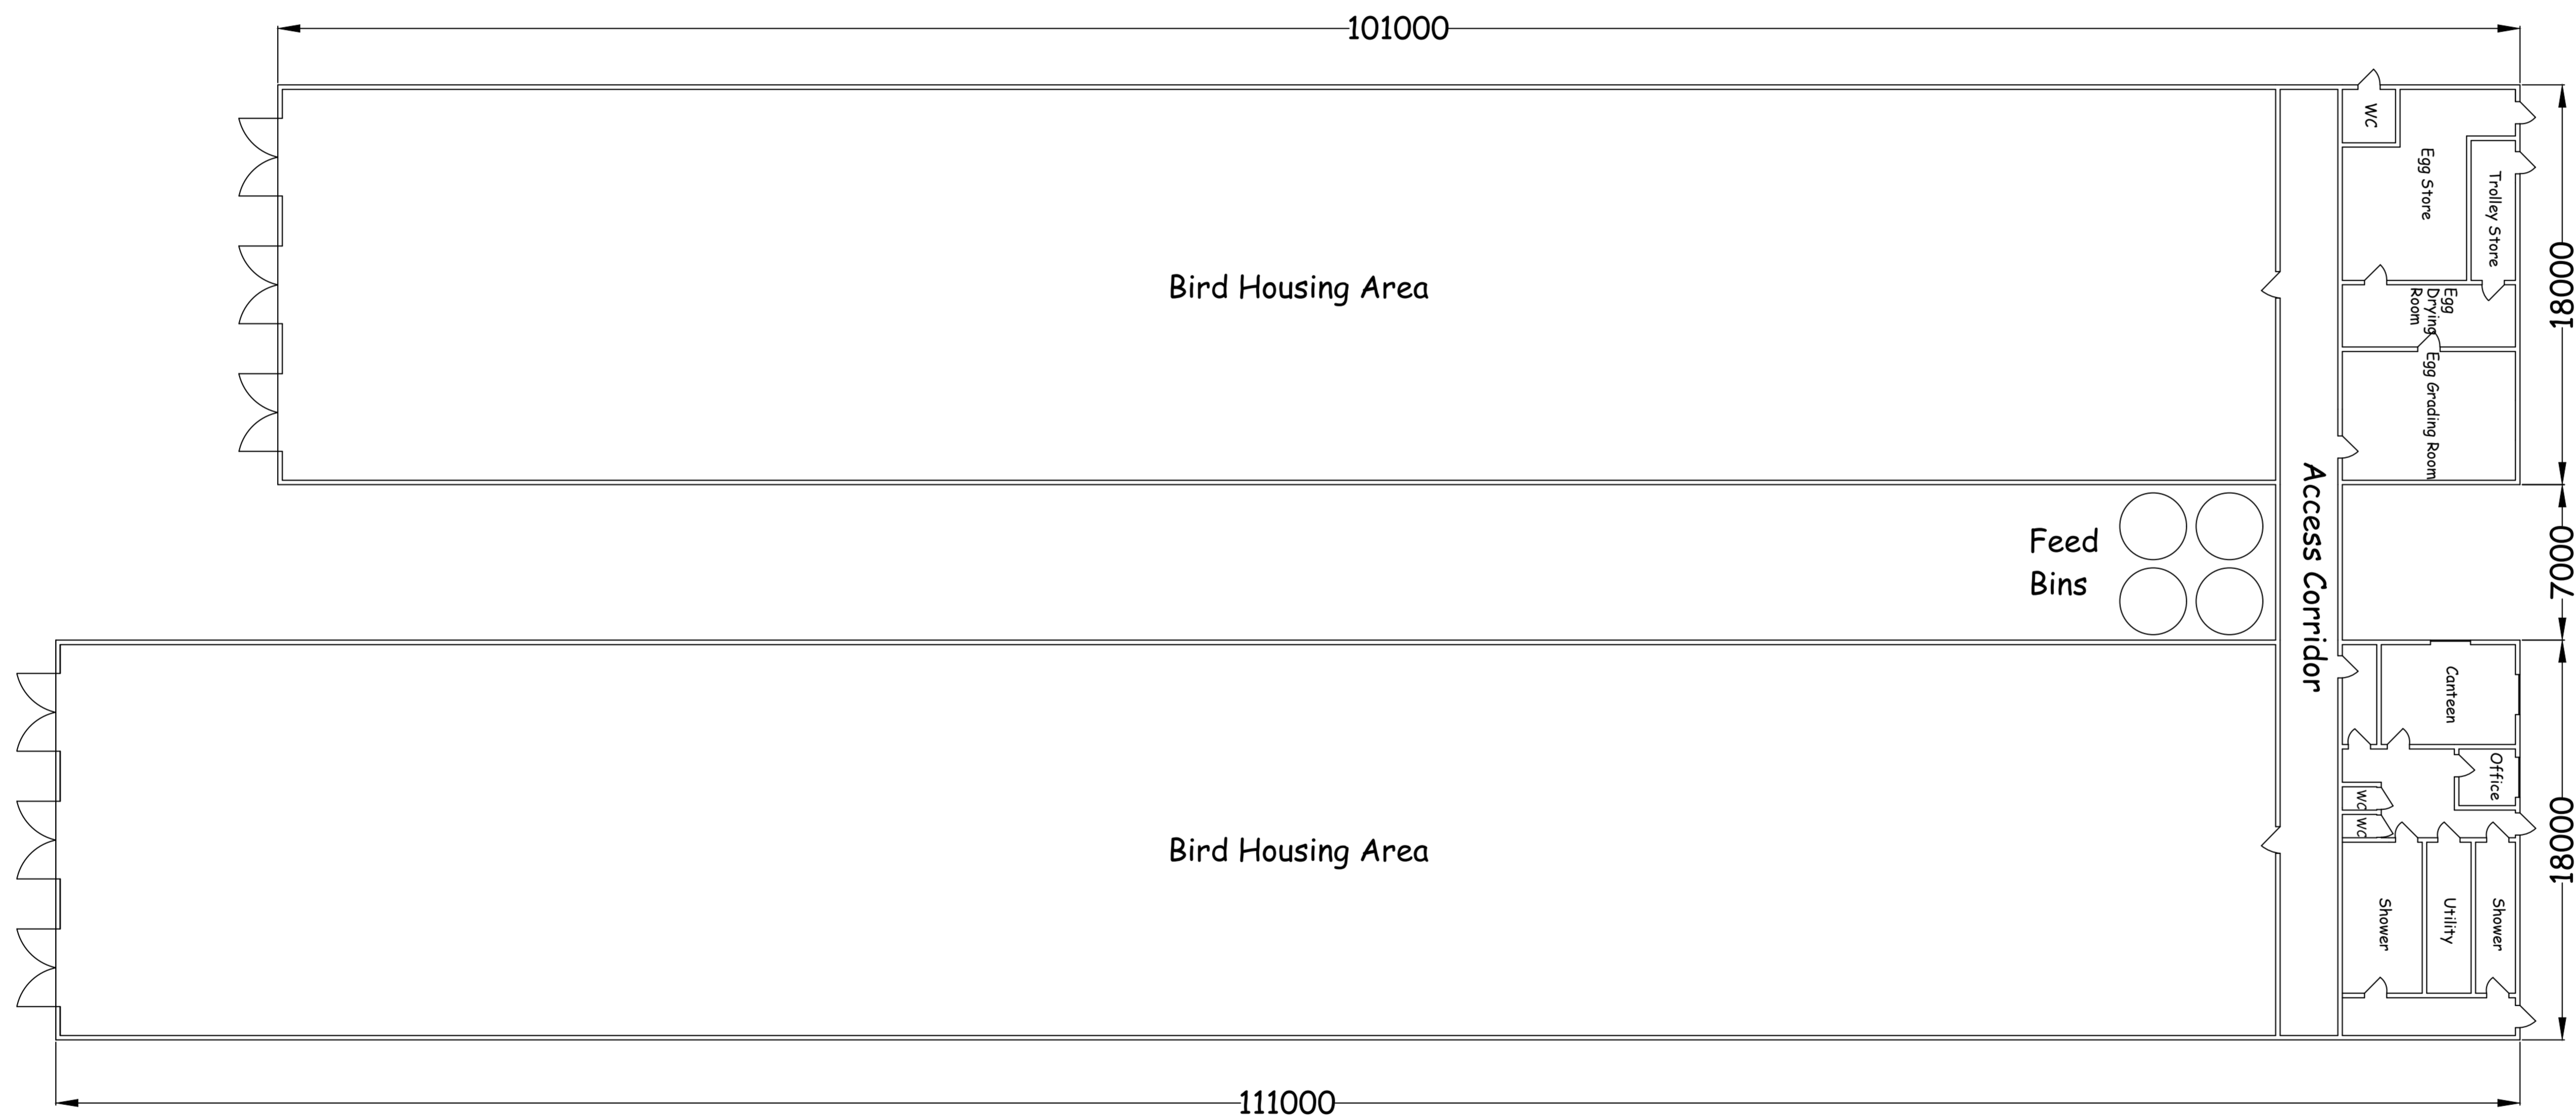 101000
WC
Egg Store
Trolley Store
18000
Bird Housing Area
Egg
Drying
Room
Egg Grading Room
Access Corridor
Feed
Bins
7000
Canteen
Office
WC
WC
Bird Housing Area
18000
Shower
Utility
Shower
111000